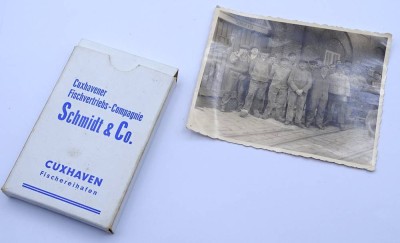 Cuxhavener
Fischvertriebs-Compagnie
Schmidt & Co.
CUXHAVEN
Fischereihafen